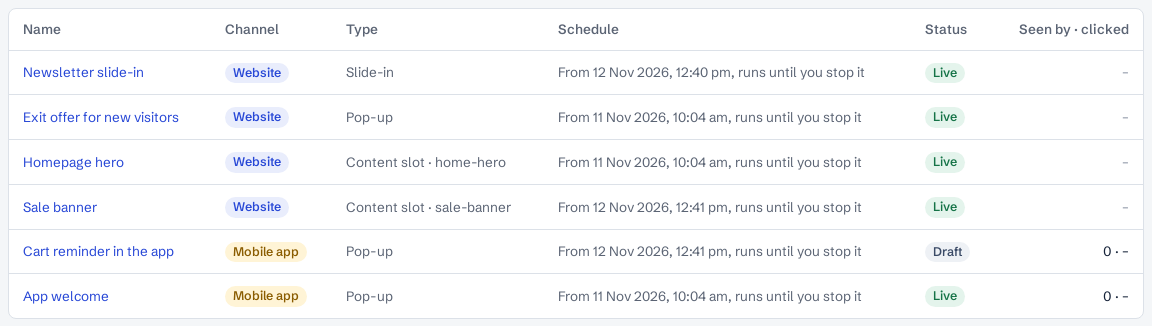 Name Channel Type Schedule Status Seen by · clicked
Newsletter slide-in Website Slide-in From 12 Nov 2026, 12:40 pm, runs until you stop it Live –
Exit offer for new visitors Website Pop-up From 11 Nov 2026, 10:04 am, runs until you stop it Live –
Homepage hero Website Content slot · home-hero From 11 Nov 2026, 10:04 am, runs until you stop it Live –
Sale banner Website Content slot · sale-banner From 12 Nov 2026, 12:41 pm, runs until you stop it Live –
Cart reminder in the app Mobile app Pop-up From 12 Nov 2026, 12:41 pm, runs until you stop it Draft 0 · –
App welcome Mobile app Pop-up From 11 Nov 2026, 10:04 am, runs until you stop it Live 0 · –